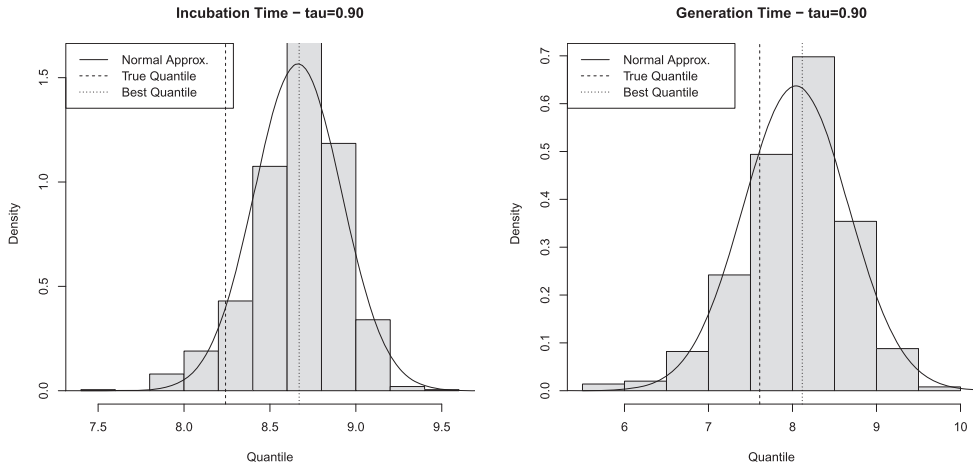 Incubation Time − tau=0.90
Normal Approx.
True Quantile
Best Quantile
Density
0.0
0.5
1.0
1.5
7.5 8.0 8.5 9.0 9.5
Quantile
Generation Time − tau=0.90
Normal Approx.
True Quantile
Best Quantile
Density
0.0
0.1
0.2
0.3
0.4
0.5
0.6
0.7
6 7 8 9 10
Quantile